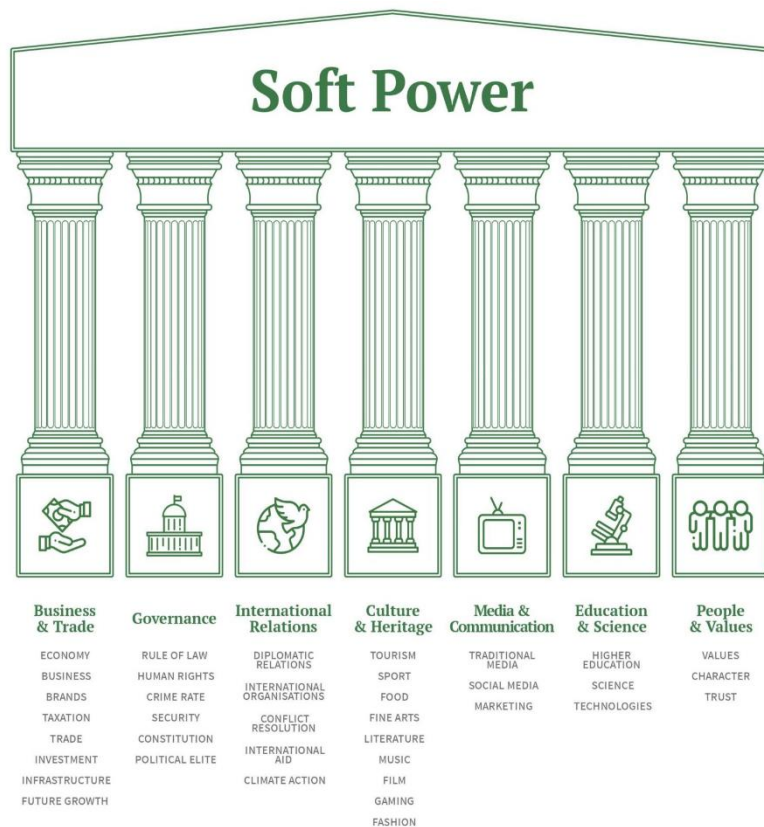 Soft Power
Business
& Trade
ECONOMY
BUSINESS
BRANDS
TAXATION
TRADE
INVESTMENT
INFRASTRUCTURE
FUTURE GROWTH
Governance
RULE OF LAW
HUMAN RIGHTS
CRIME RATE
SECURITY
CONSTITUTION
POLITICAL ELITE
International
Relations
DIPLOMATIC
RELATIONS
INTERNATIONAL
ORGANISATIONS
CONFLICT
RESOLUTION
INTERNATIONAL
AID
CLIMATE ACTION
Culture
& Heritage
TOURISM
SPORT
FOOD
FINE ARTS
LITERATURE
MUSIC
FILM
GAMING
FASHION
Media &
Communication
TRADITIONAL
MEDIA
SOCIAL MEDIA
MARKETING
Education
& Science
HIGHER
EDUCATION
SCIENCE
TECHNOLOGIES
People
& Values
VALUES
CHARACTER
TRUST